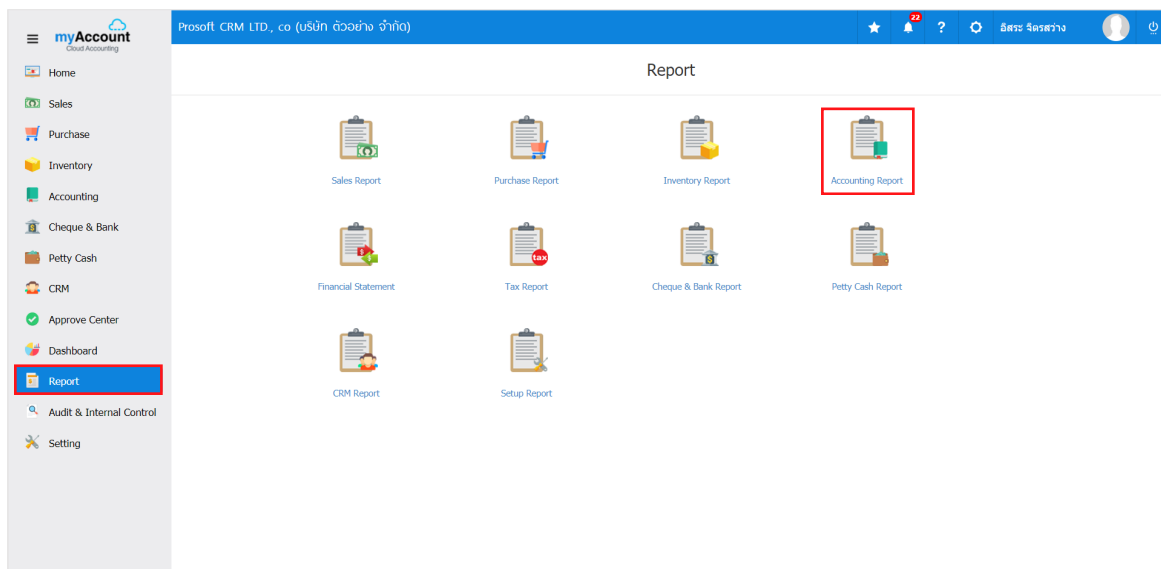 myAccount
Cloud Accounting
Prosoft CRM LTD., co (บริษัท ตัวอย่าง จำกัด)
22
?
อิสระ จิตรสว่าง
Home
Sales
Purchase
Inventory
Accounting
Cheque & Bank
Petty Cash
CRM
Approve Center
Dashboard
Report
Audit & Internal Control
Setting
Report
Sales Report
Purchase Report
Inventory Report
Accounting Report
Financial Statement
tax
Tax Report
Cheque & Bank Report
Petty Cash Report
CRM Report
Setup Report